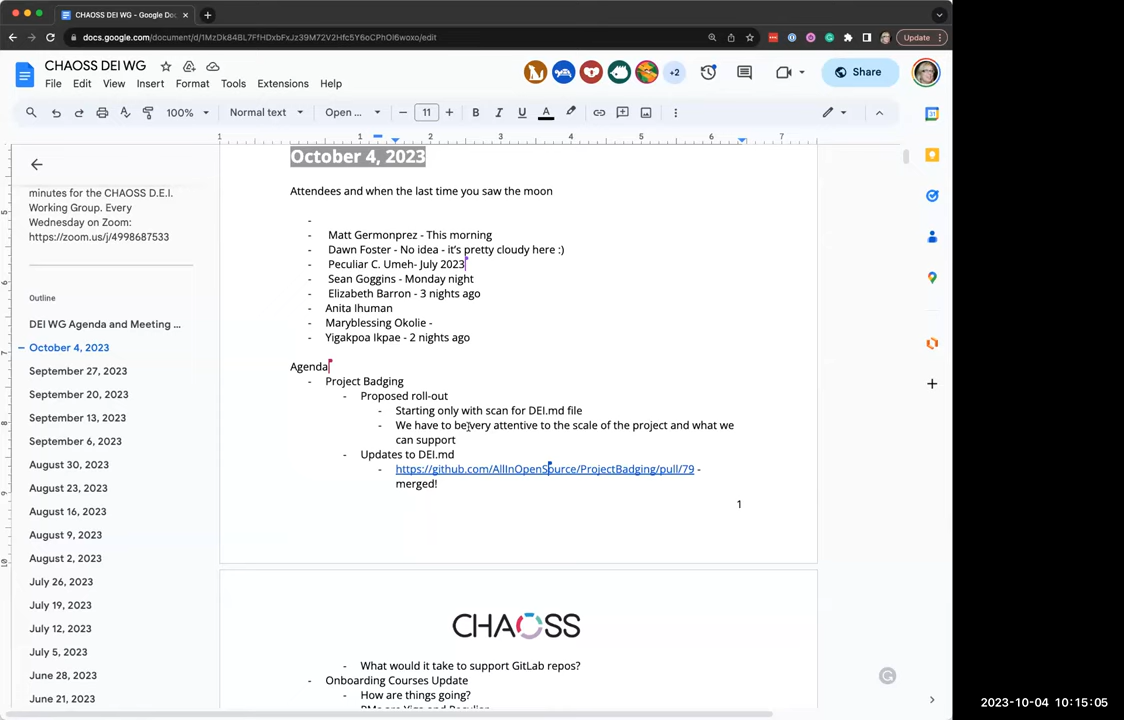 CHAOSS DEI WG - Google Doc
docs.google.com/document/d/1MzDk84BL7FfHDxbFxJz39M72V2Hfc5Y6oCPhOl6woxo/edit
Update
CHAOSS DEI WG
File Edit View Insert Format Tools Extensions Help
+2
Share
100% Normal text Open ... 11
1 1 2 3 4 5 6 7
minutes for the CHAOSS D.E.I.
Working Group. Every
Wednesday on Zoom:
https://zoom.us/j/4998687533
Outline
DEI WG Agenda and Meeting ...
October 4, 2023
September 27, 2023
September 20, 2023
September 13, 2023
September 6, 2023
August 30, 2023
August 23, 2023
August 16, 2023
August 9, 2023
August 2, 2023
July 26, 2023
July 19, 2023
July 12, 2023
July 5, 2023
June 28, 2023
June 21, 2023
October 4, 2023
Attendees and when the last time you saw the moon
-
- Matt Germonprez - This morning
- Dawn Foster - No idea - it's pretty cloudy here :)
- Peculiar C. Umeh- July 2023
- Sean Goggins - Monday night
- Elizabeth Barron - 3 nights ago
- Anita Ihuman
- Maryblessing Okolie -
- Yigakpoa Ikpae - 2 nights ago
Agenda
- Project Badging
- Proposed roll-out
- Starting only with scan for DEI.md file
- We have to be very attentive to the scale of the project and what we
can support
- Updates to DEI.md
- https://github.com/AllInOpenSource/ProjectBadging/pull/79 -
merged!
1
CHAOSS
- What would it take to support GitLab repos?
- Onboarding Courses Update
- How are things going?
2023-10-04 10:15:05